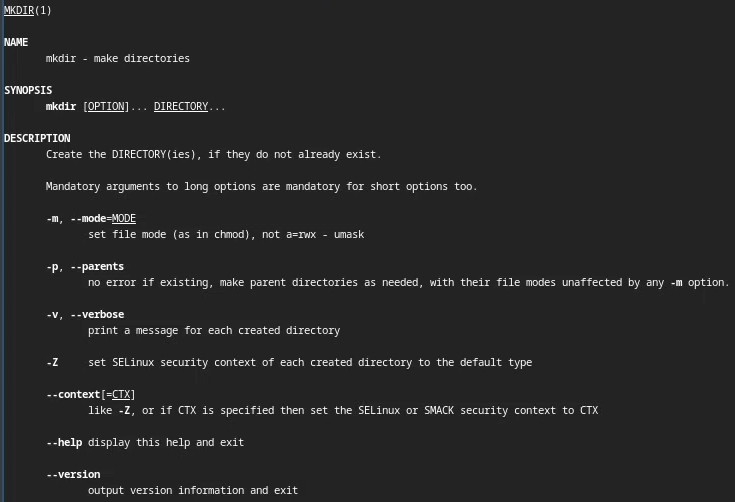 MKDIR(1)
NAME
mkdir - make directories
SYNOPSIS
mkdir [OPTION]... DIRECTORY...
DESCRIPTION
Create the DIRECTORY(ies), if they do not already exist.
Mandatory arguments to long options are mandatory for short options too.
-m, --mode=MODE
set file mode (as in chmod), not a=rwx - umask
-p, --parents
no error if existing, make parent directories as needed, with their file modes unaffected by any -m option.
-v, --verbose
print a message for each created directory
-Z set SELinux security context of each created directory to the default type
--context[=CTX]
like -Z, or if CTX is specified then set the SELinux or SMACK security context to CTX
--help display this help and exit
--version
output version information and exit